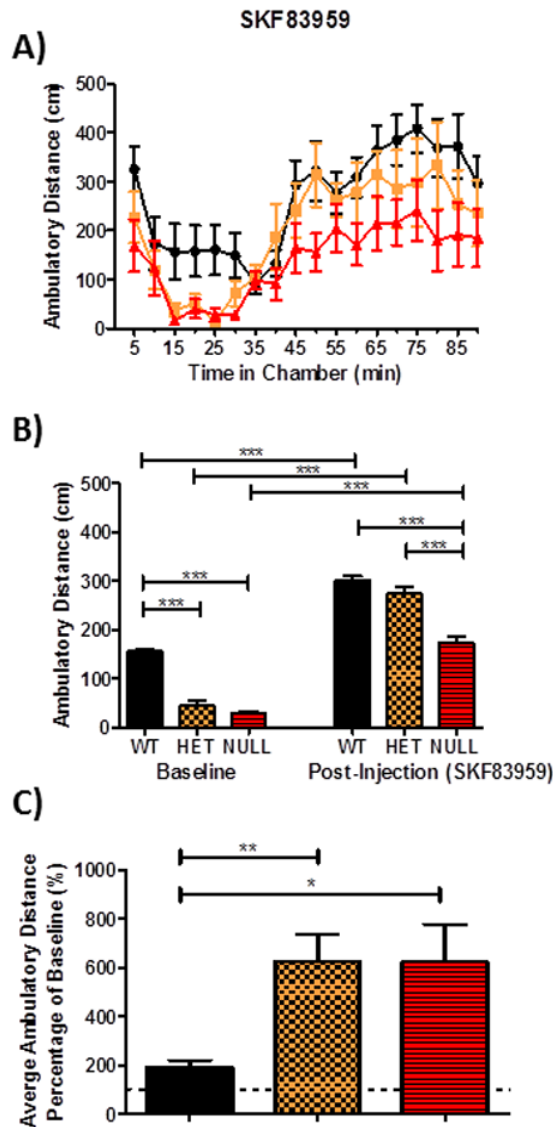 SKF83959
A)
Ambulatory Distance (cm)
500
400
300
200
100
0
5 15 25 35 45 55 65 75 85
Time in Chamber (min)
B)
***
***
***
Ambulatory Distance (cm)
500
400
300
200
100
0
***
***
***
***
WT HET NULL WT HET NULL
Baseline Post-Injection (SKF83959)
C)
Averge Ambulatory Distance
Percentage of Baseline (%)
1000
800
600
400
200
0
**
*